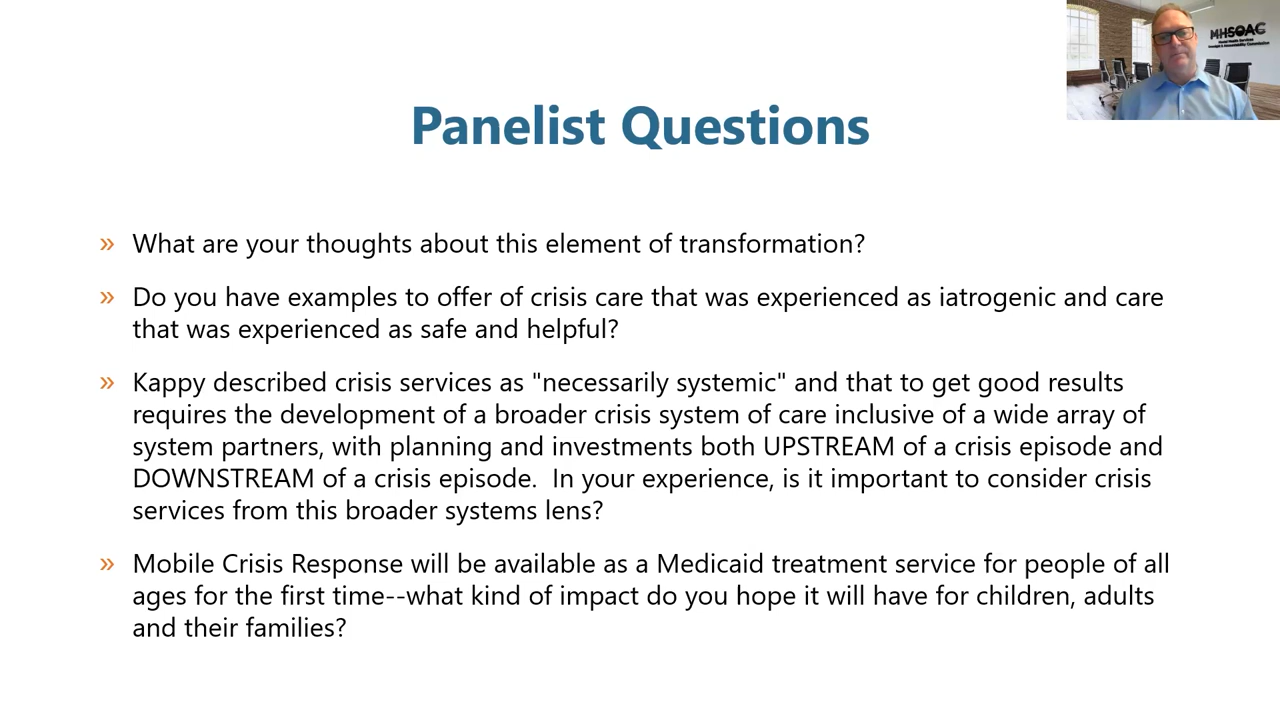 MHSOAC
Mental Health Services
Oversight & Accountability Commission
Panelist Questions
» What are your thoughts about this element of transformation?
» Do you have examples to offer of crisis care that was experienced as iatrogenic and care
that was experienced as safe and helpful?
» Kappy described crisis services as "necessarily systemic" and that to get good results
requires the development of a broader crisis system of care inclusive of a wide array of
system partners, with planning and investments both UPSTREAM of a crisis episode and
DOWNSTREAM of a crisis episode.  In your experience, is it important to consider crisis
services from this broader systems lens?
» Mobile Crisis Response will be available as a Medicaid treatment service for people of all
ages for the first time--what kind of impact do you hope it will have for children, adults
and their families?